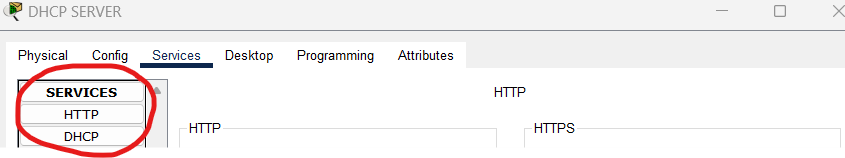 DHCP SERVER
Physical Config Services Desktop Programming Attributes
SERVICES
HTTP
DHCP
HTTP
HTTP
HTTPS